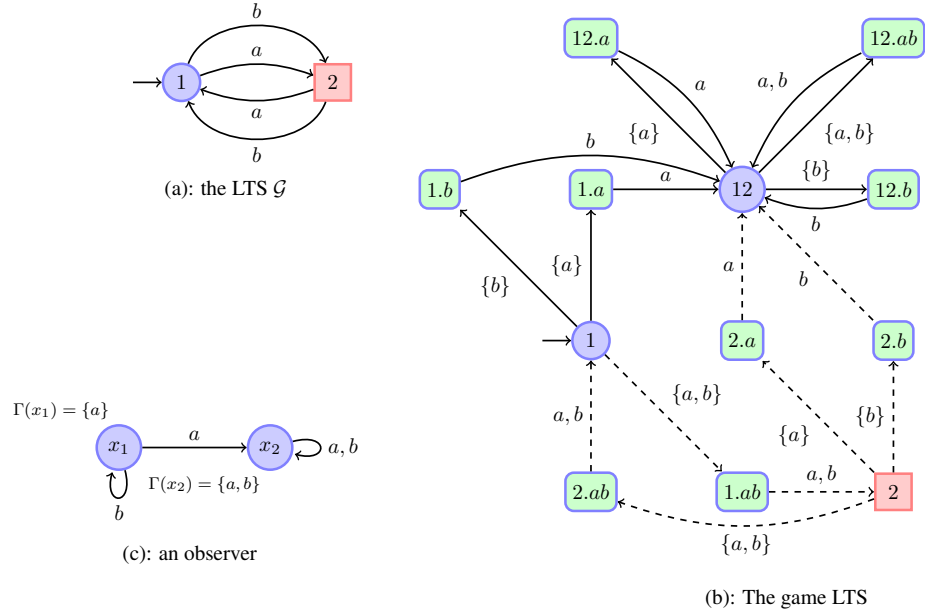 b
a
1
2
a
b
(a): the LTS G
12.a
12.ab
a
a, b
{a}
{a, b}
b
{b}
1.b
1.a
a
12
12.b
b
{b}
{a}
a
b
1
2.a
2.b
a, b
{a, b}
{a}
{b}
Γ(x1) = {a}
x1
a
x2
a, b
Γ(x2) = {a, b}
b
2.ab
1.ab
a, b
2
{a, b}
(c): an observer
(b): The game LTS